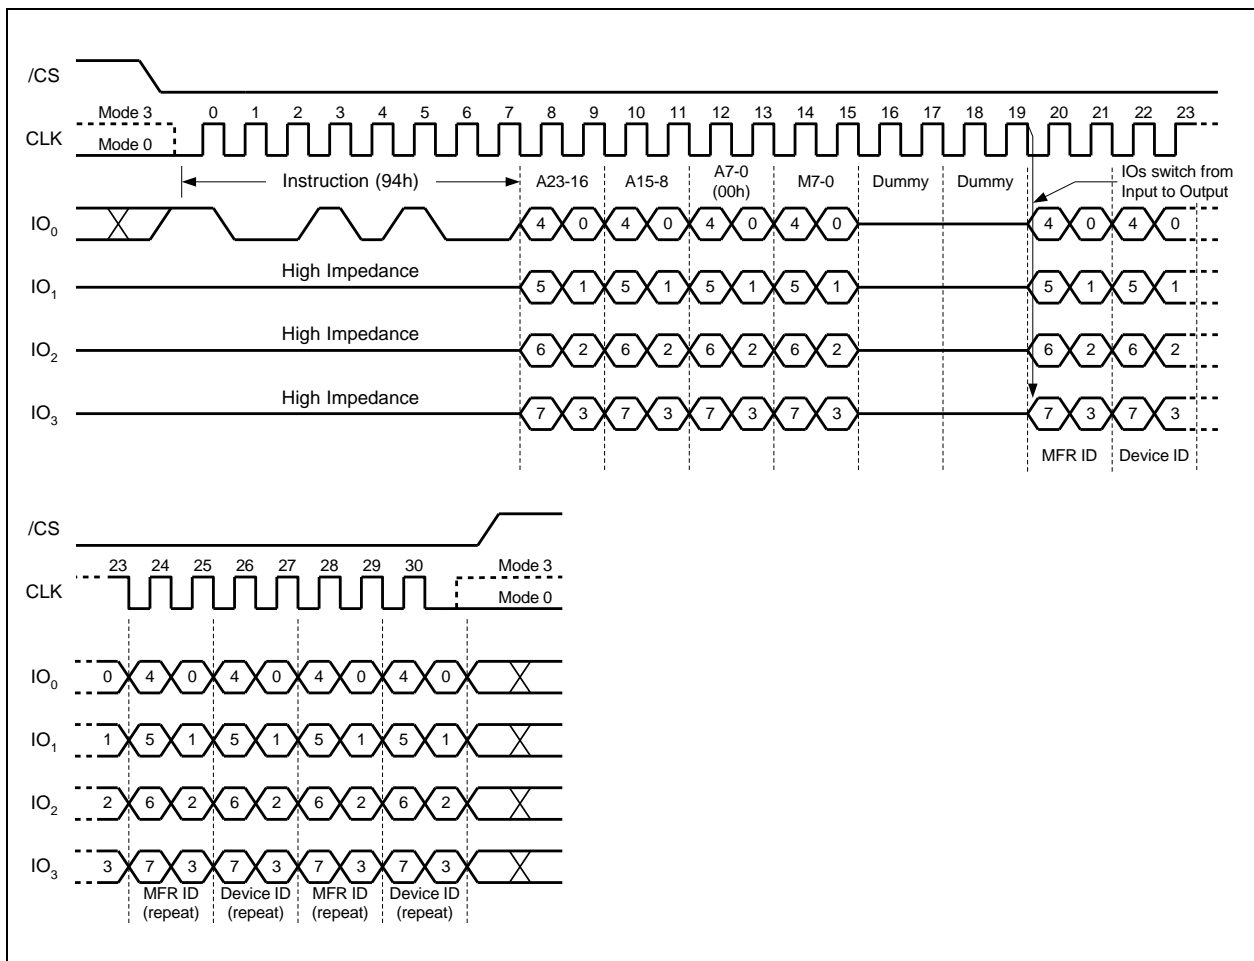 /CS
Mode 3 0 1 2 3 4 5 6 7 8 9 10 11 12 13 14 15 16 17 18 19 20 21 22 23
CLK Mode 0
Instruction (94h) A23-16 A15-8 A7-0 (00h) M7-0 Dummy Dummy IOs switch from Input to Output
IO0 4 0 4 0 4 0 4 0 4 0 4 0
High Impedance
IO1 5 1 5 1 5 1 5 1 5 1 5 1
High Impedance
IO2 6 2 6 2 6 2 6 2 6 2 6 2
High Impedance
IO3 7 3 7 3 7 3 7 3 7 3 7 3
MFR ID Device ID
/CS
23 24 25 26 27 28 29 30 Mode 3
CLK Mode 0
IO0 0 4 0 4 0 4 0 4 0
IO1 1 5 1 5 1 5 1 5 1
IO2 2 6 2 6 2 6 2 6 2
IO3 3 7 3 7 3 7 3 7 3
MFR ID Device ID MFR ID Device ID
(repeat) (repeat) (repeat) (repeat)